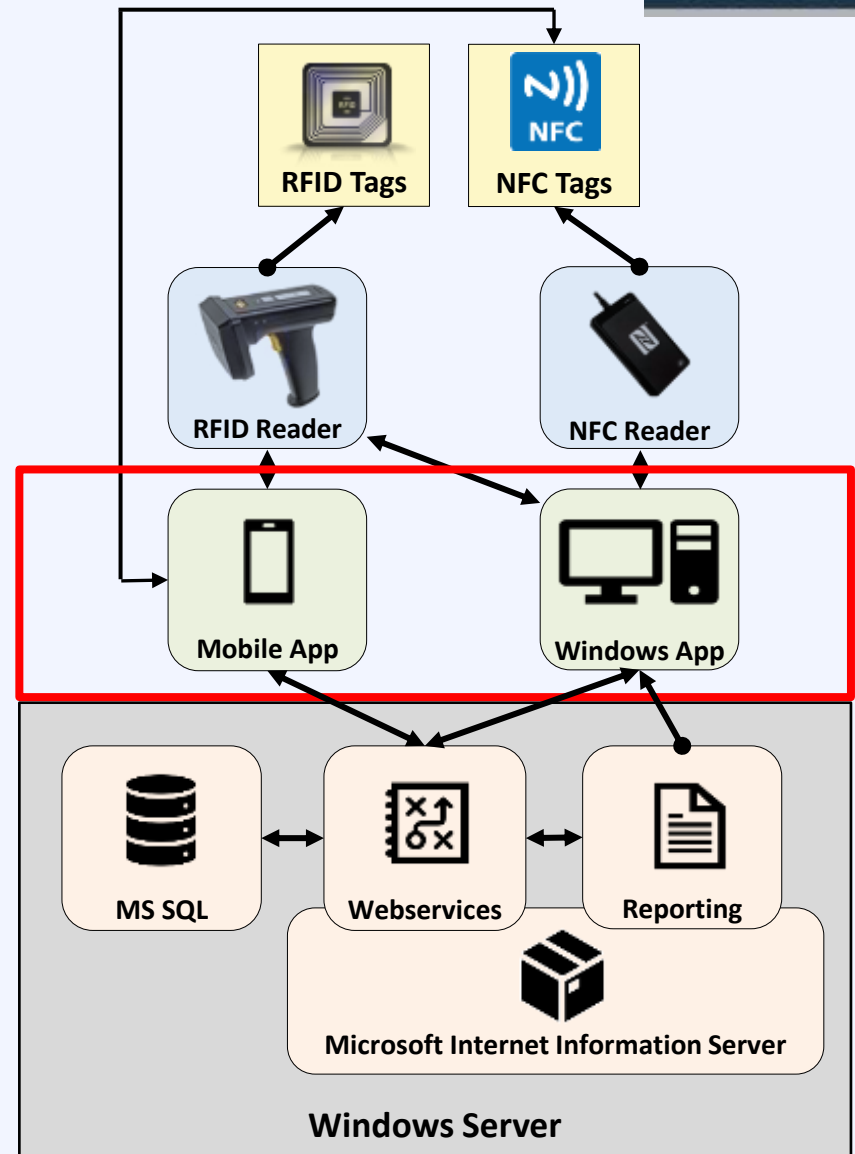 NFC
RFID
RFID Tags
NFC Tags
RFID Reader
NFC Reader
Mobile App
Windows App
MS SQL
Webservices
Reporting
Microsoft Internet Information Server
Windows Server